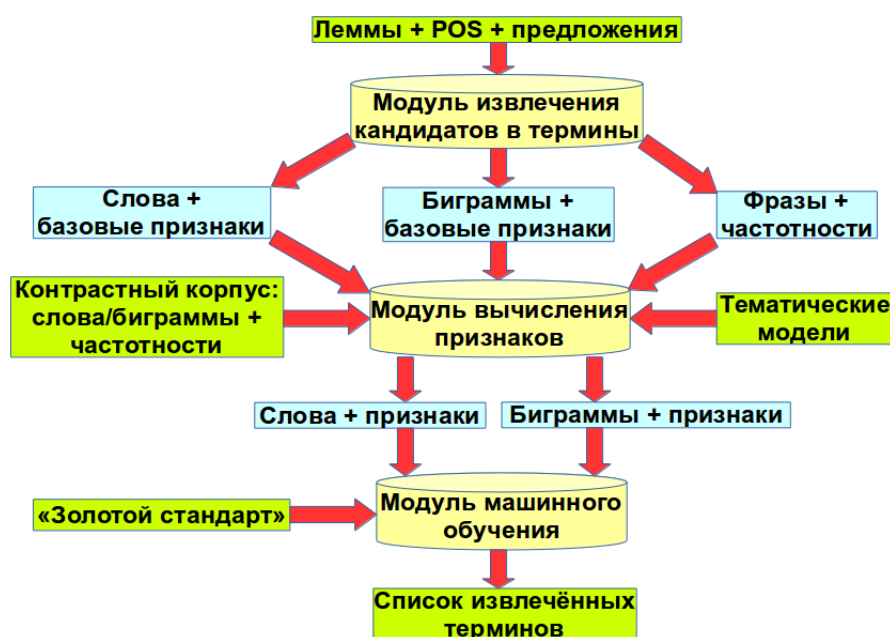 Леммы + POS + предложения
Модуль извлечения
кандидатов в термины
Слова +
базовые признаки
Биграммы +
базовые признаки
Фразы +
частотности
Контрастный корпус:
слова/биграммы +
частотности
Модуль вычисления
признаков
Тематические
модели
Слова + признаки
Биграммы + признаки
«Золотой стандарт»
Модуль машинного
обучения
Список извлечённых
терминов